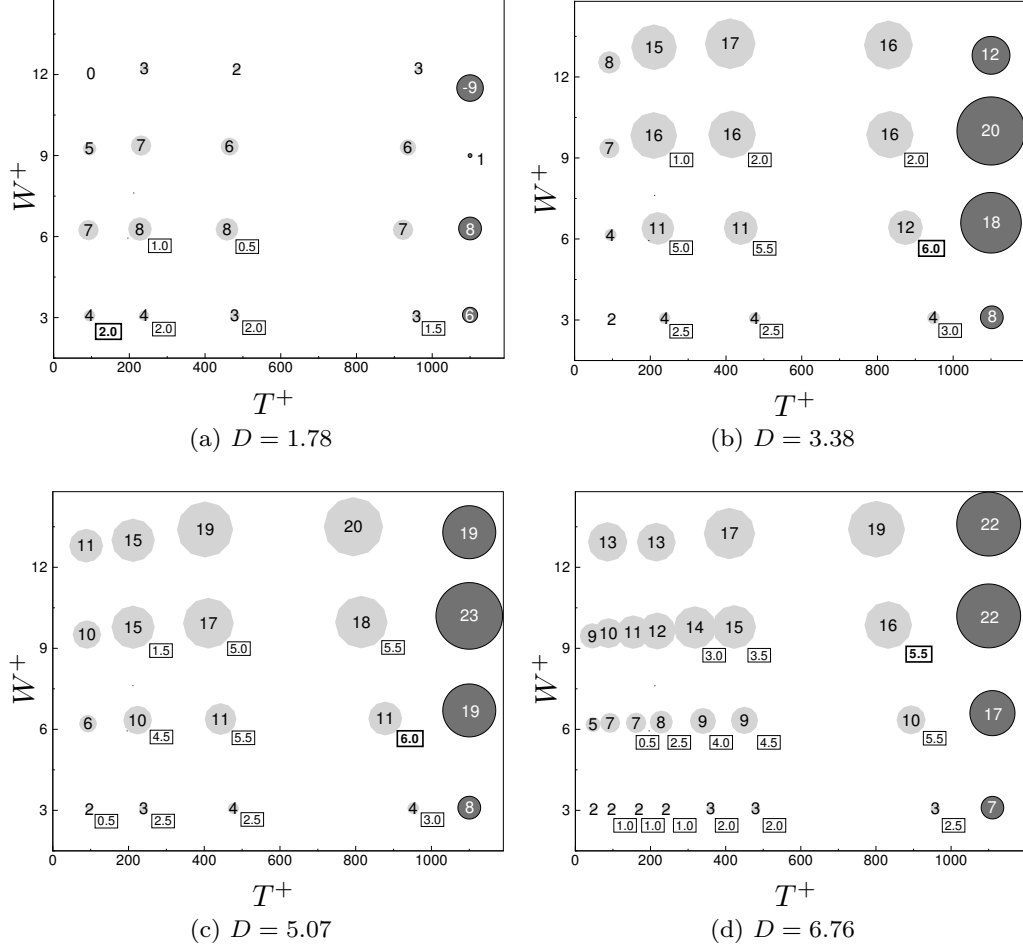 12 0 3 2 3 -9
9 5 7 6 6 1
6 7 8 8 7 8
1.0 0.5
3 4 4 3 3 6
2.0 2.0 2.0 1.5
0 200 400 600 800 1000
W+
T+
(a) D = 1.78
12 8 15 17 16 12
9 7 16 16 16 20
1.0 2.0 2.0
6 4 11 11 12 18
5.0 5.5 6.0
3 2 4 4 4 8
2.5 2.5 3.0
0 200 400 600 800 1000
W+
T+
(b) D = 3.38
12 11 15 19 20 19
9 10 15 17 18 23
1.5 5.0 5.5
6 6 10 11 11 19
4.5 5.5 6.0
3 2 3 4 4 8
0.5 2.5 2.5 3.0
0 200 400 600 800 1000
W+
T+
(c) D = 5.07
12 13 13 17 19 22
9 9 10 11 12 14 15 16 22
3.0 3.5 5.5
6 5 7 7 8 9 9 10 17
0.5 2.5 4.0 4.5 5.5
3 2 2 2 2 3 3 3 7
1.0 1.0 1.0 2.0 2.0 2.5
0 200 400 600 800 1000
W+
T+
(d) D = 6.76